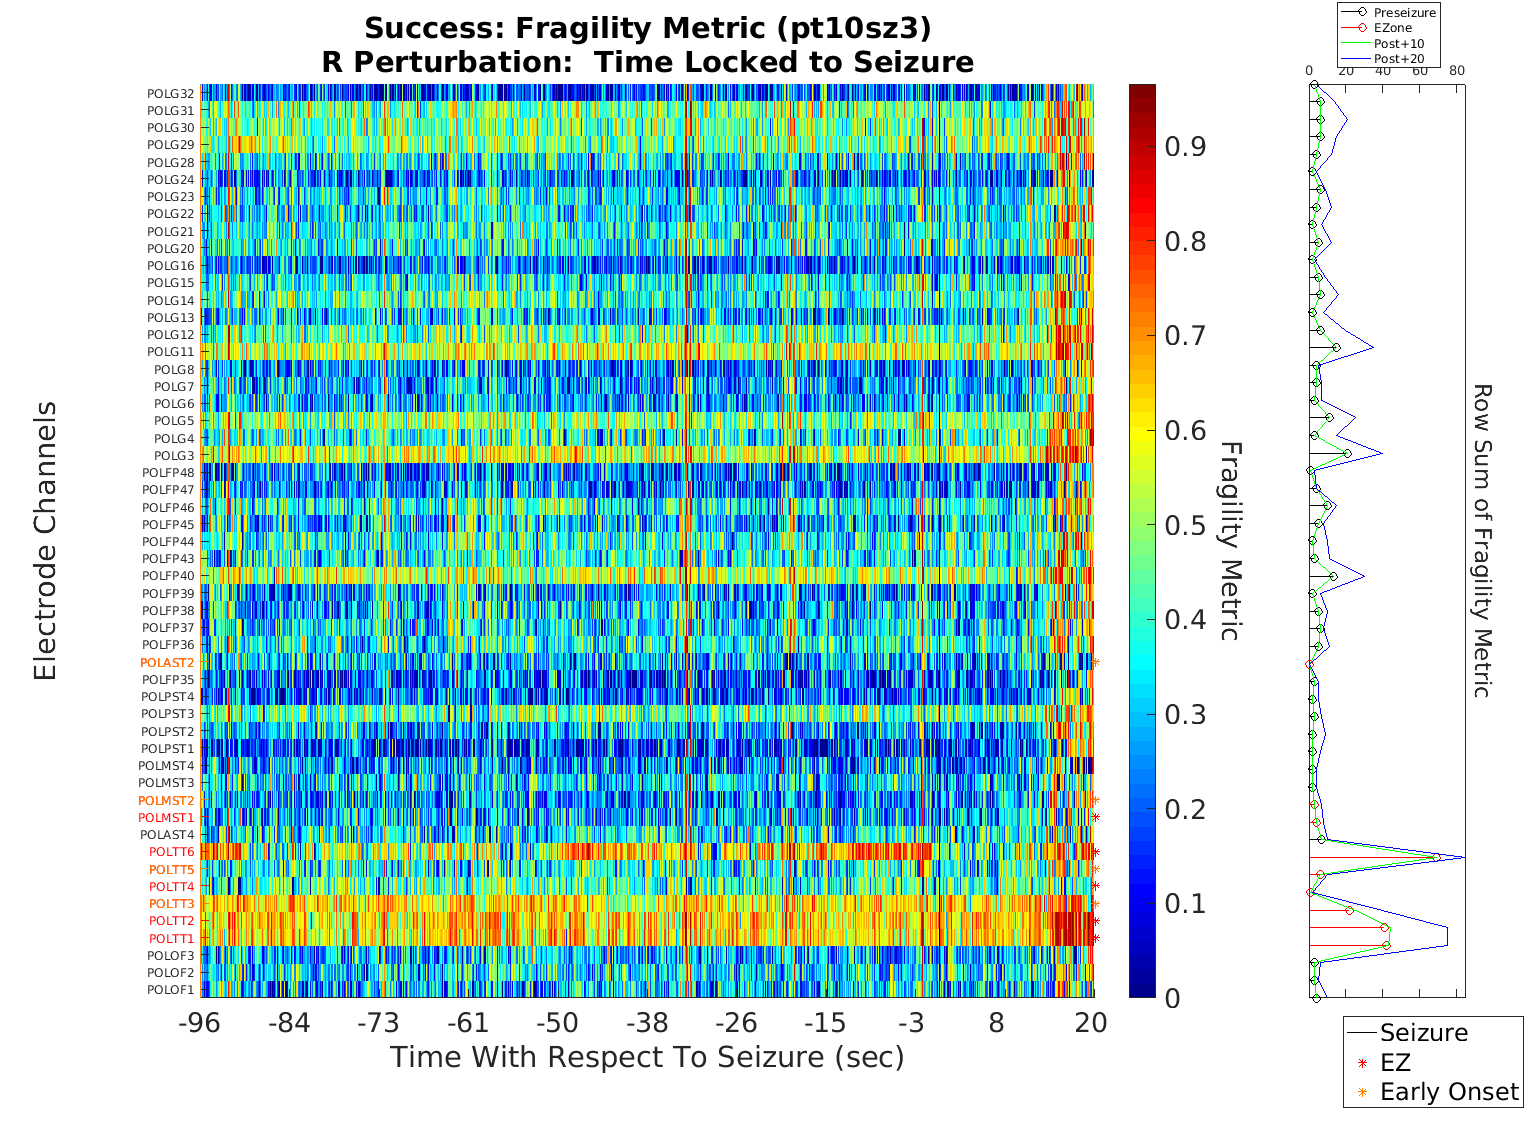 Success: Fragility Metric (pt10sz3)
R Perturbation:  Time Locked to Seizure
Electrode Channels
POLG32
POLG31
POLG30
POLG29
POLG28
POLG24
POLG23
POLG22
POLG21
POLG20
POLG16
POLG15
POLG14
POLG13
POLG12
POLG11
POLG8
POLG7
POLG6
POLG5
POLG4
POLG3
POLFP48
POLFP47
POLFP46
POLFP45
POLFP44
POLFP43
POLFP40
POLFP39
POLFP38
POLFP37
POLFP36
POLAST2
POLFP35
POLPST4
POLPST3
POLPST2
POLPST1
POLMST4
POLMST3
POLMST2
POLMST1
POLAST4
POLTT6
POLTT5
POLTT4
POLTT3
POLTT2
POLTT1
POLOF3
POLOF2
POLOF1
-96 -84 -73 -61 -50 -38 -26 -15 -3 8 20
Time With Respect To Seizure (sec)
0.9
0.8
0.7
0.6
0.5
0.4
0.3
0.2
0.1
0
Fragility Metric
Preseizure
EZone
Post+10
Post+20
0 20 40 60 80
Row Sum of Fragility Metric
Seizure
EZ
Early Onset